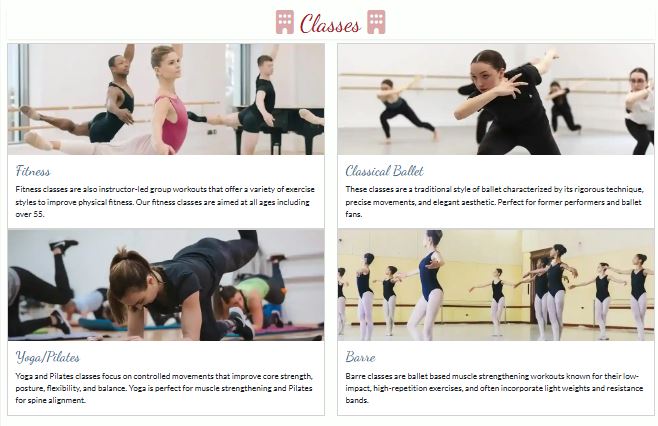 Classes
Fitness
Fitness classes are also instructor-led group workouts that offer a variety of exercise
styles to improve physical fitness. Our fitness classes are aimed at all ages including
over 55.
Classical Ballet
These classes are a traditional style of ballet characterized by its rigorous technique,
precise movements, and elegant aesthetic. Perfect for former performers and ballet
fans.
Yoga/Pilates
Yoga and Pilates classes focus on controlled movements that improve core strength,
posture, flexibility, and balance. Yoga is perfect for muscle strengthening and Pilates
for spine alignment.
Barre
Barre classes are ballet based muscle strengthening workouts known for their low-
impact, high-repetition exercises, and often incorporate light weights and resistance
bands.